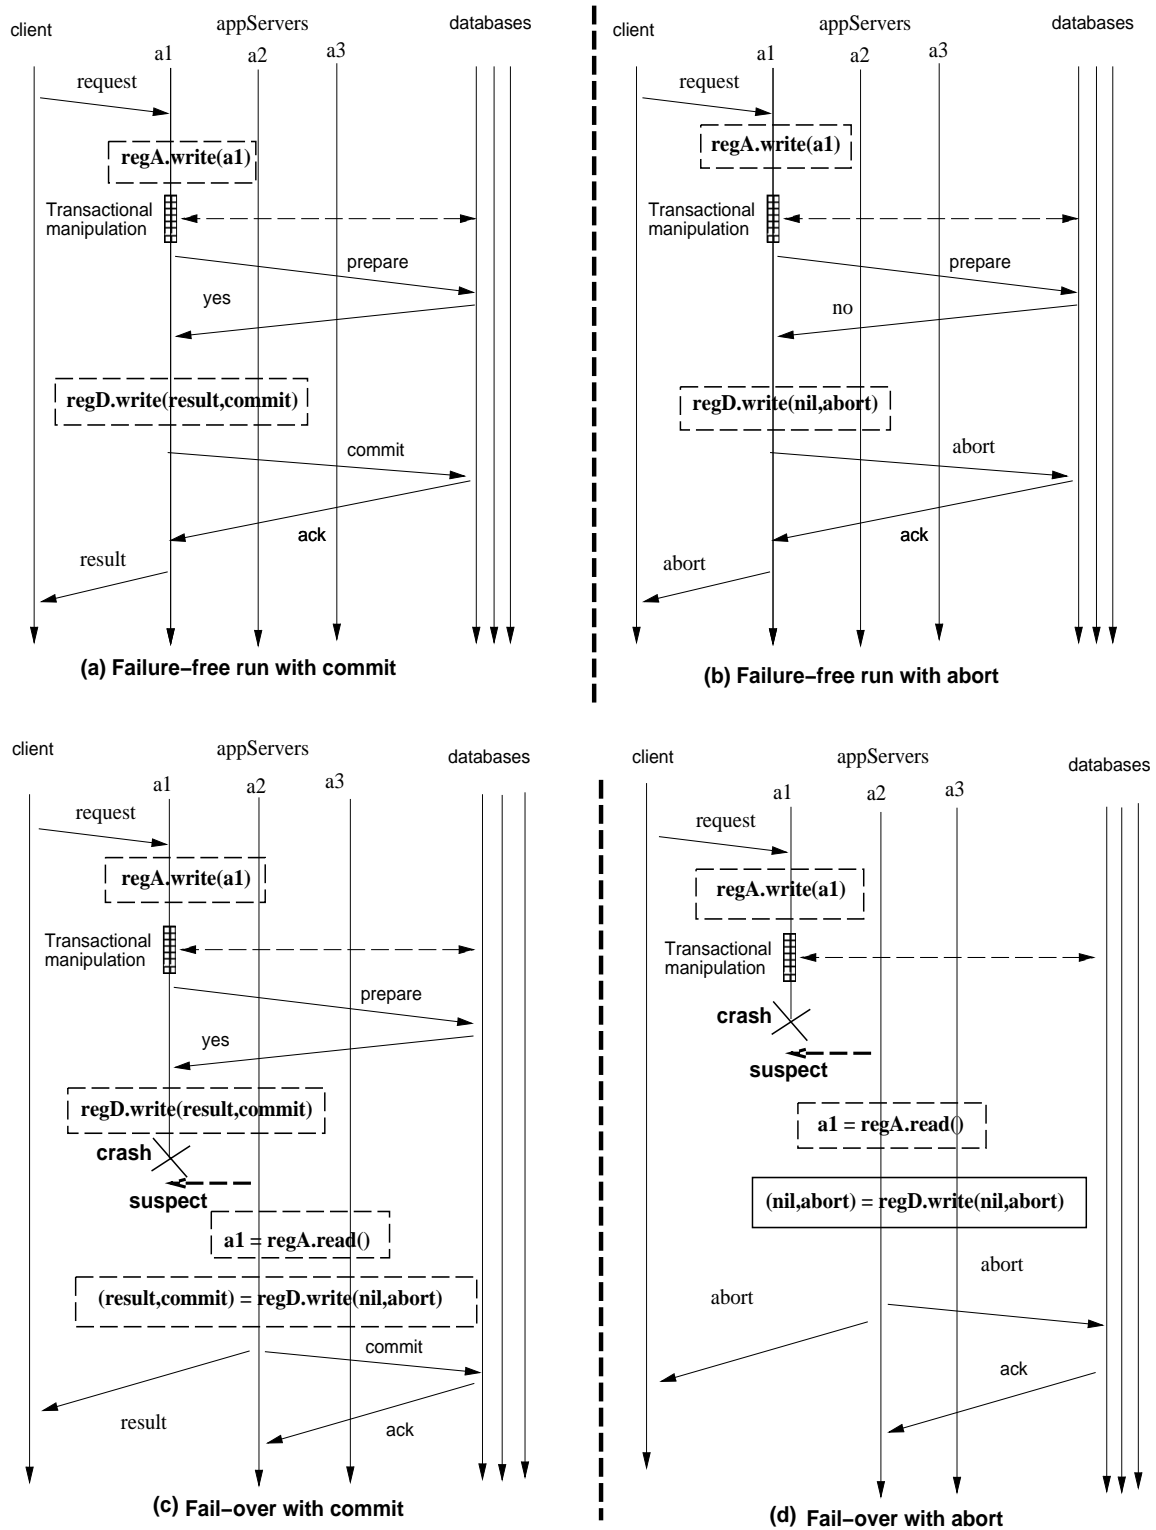 client
appServers
databases
a1
a2
a3
request
regA.write(a1)
Transactional
manipulation
prepare
yes
regD.write(result,commit)
commit
ack
result
(a) Failure-free run with commit
client
appServers
databases
a1
a2
a3
request
regA.write(a1)
Transactional
manipulation
prepare
no
regD.write(nil,abort)
abort
ack
abort
(b) Failure-free run with abort
client
appServers
databases
a1
a2
a3
request
regA.write(a1)
Transactional
manipulation
prepare
yes
regD.write(result,commit)
crash
suspect
a1 = regA.read()
(result,commit) = regD.write(nil,abort)
commit
result
ack
(c) Fail-over with commit
client
appServers
databases
a1
a2
a3
request
regA.write(a1)
Transactional
manipulation
crash
suspect
a1 = regA.read()
(nil,abort) = regD.write(nil,abort)
abort
abort
ack
(d) Fail-over with abort